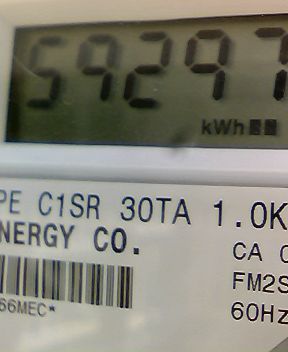 59297
kWh
PE C1SR 30TA 1.0K
NERGY CO.
CA
FM2S
60Hz
66MEC*